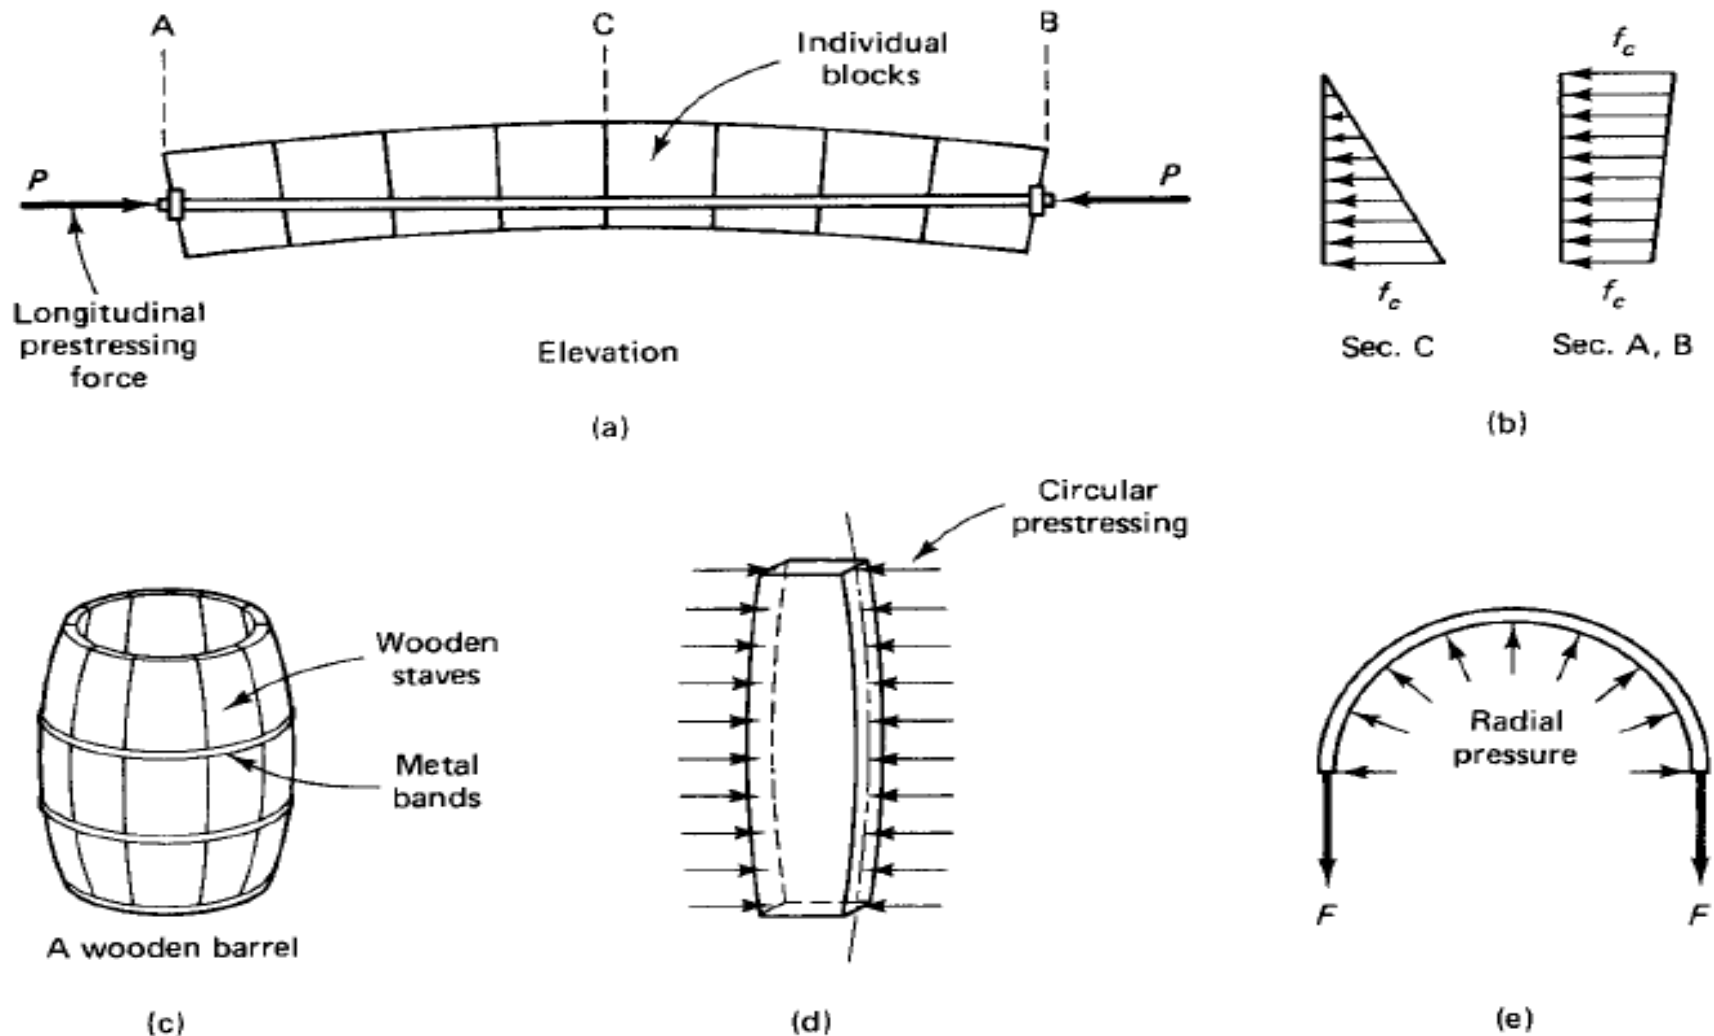 A
C
B
Individual
blocks
P
P
Longitudinal
prestressing
force
Elevation
(a)
f_c
f_c
f_c
Sec. C
Sec. A, B
(b)
Circular
prestressing
Wooden
staves
Metal
bands
A wooden barrel
(c)
(d)
Radial
pressure
F
F
(e)